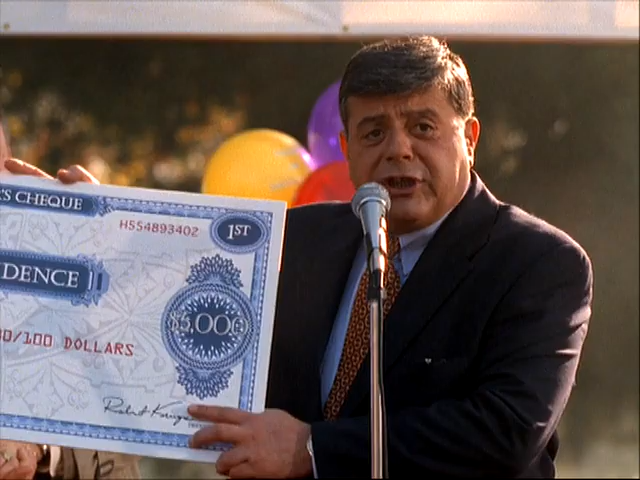 'S CHEQUE
H554893402
1ST
DENCE
$5,000
0/100 DOLLARS